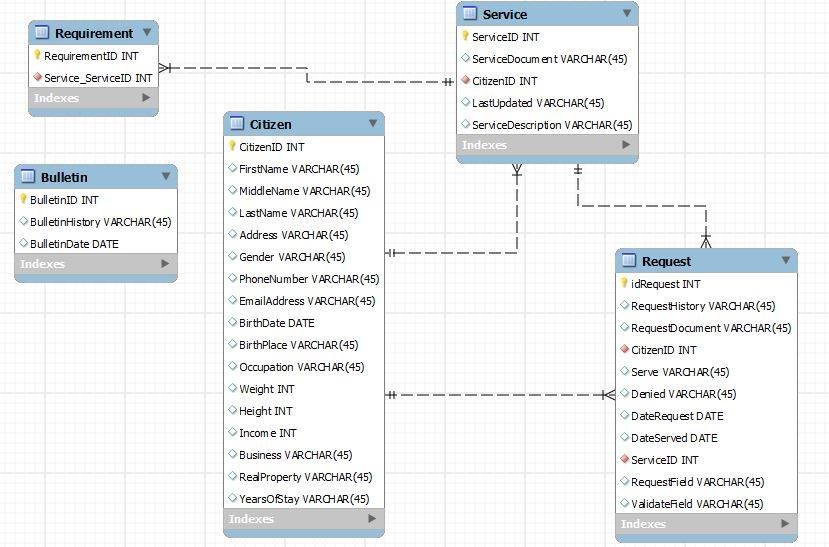 Requirement
RequirementID INT
Service_ServiceID INT
Indexes
Service
ServiceID INT
ServiceDocument VARCHAR(45)
CitizenID INT
LastUpdated VARCHAR(45)
ServiceDescription VARCHAR(45)
Indexes
Citizen
CitizenID INT
FirstName VARCHAR(45)
MiddleName VARCHAR(45)
LastName VARCHAR(45)
Address VARCHAR(45)
Gender VARCHAR(45)
PhoneNumber VARCHAR(45)
EmailAddress VARCHAR(45)
BirthDate DATE
BirthPlace VARCHAR(45)
Occupation VARCHAR(45)
Weight INT
Height INT
Income INT
Business VARCHAR(45)
RealProperty VARCHAR(45)
YearsOfStay VARCHAR(45)
Indexes
Bulletin
BulletinID INT
BulletinHistory VARCHAR(45)
BulletinDate DATE
Indexes
Request
idRequest INT
RequestHistory VARCHAR(45)
RequestDocument VARCHAR(45)
CitizenID INT
Serve VARCHAR(45)
Denied VARCHAR(45)
DateRequest DATE
DateServed DATE
ServiceID INT
RequestField VARCHAR(45)
ValidateField VARCHAR(45)
Indexes